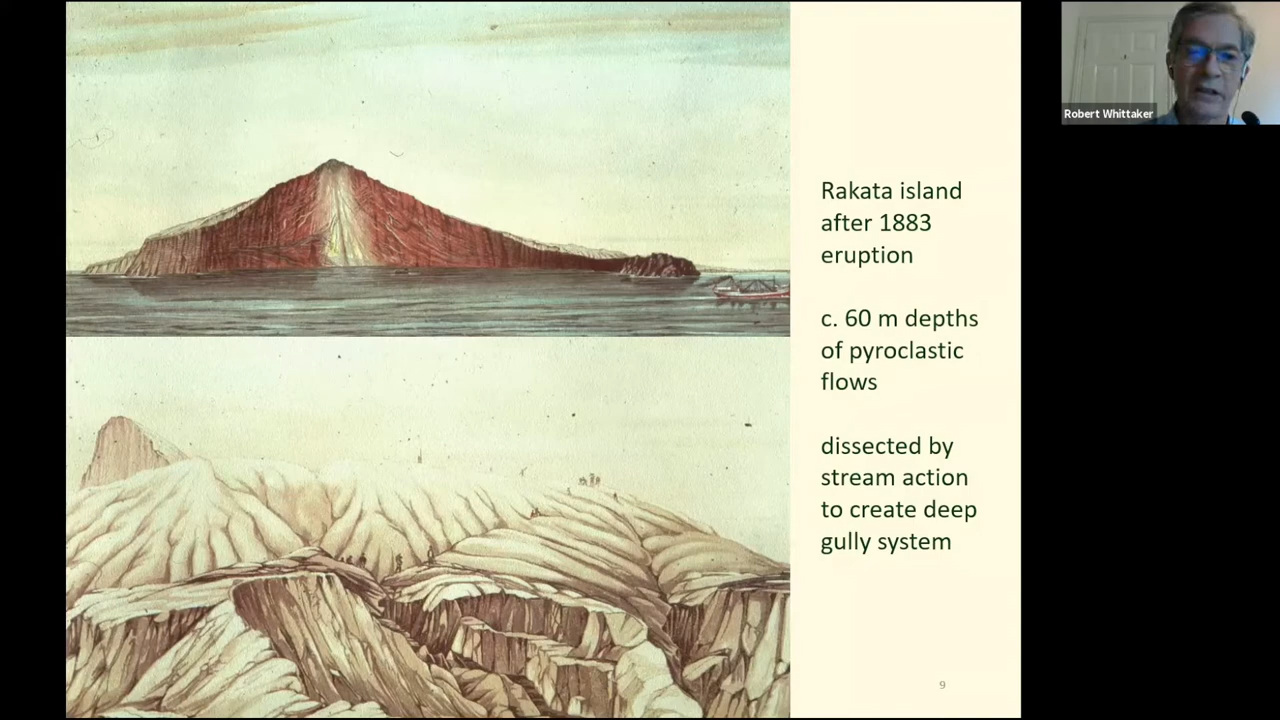 Rakata island
after 1883
eruption
c. 60 m depths
of pyroclastic
flows
dissected by
stream action
to create deep
gully system
9
Robert Whittaker